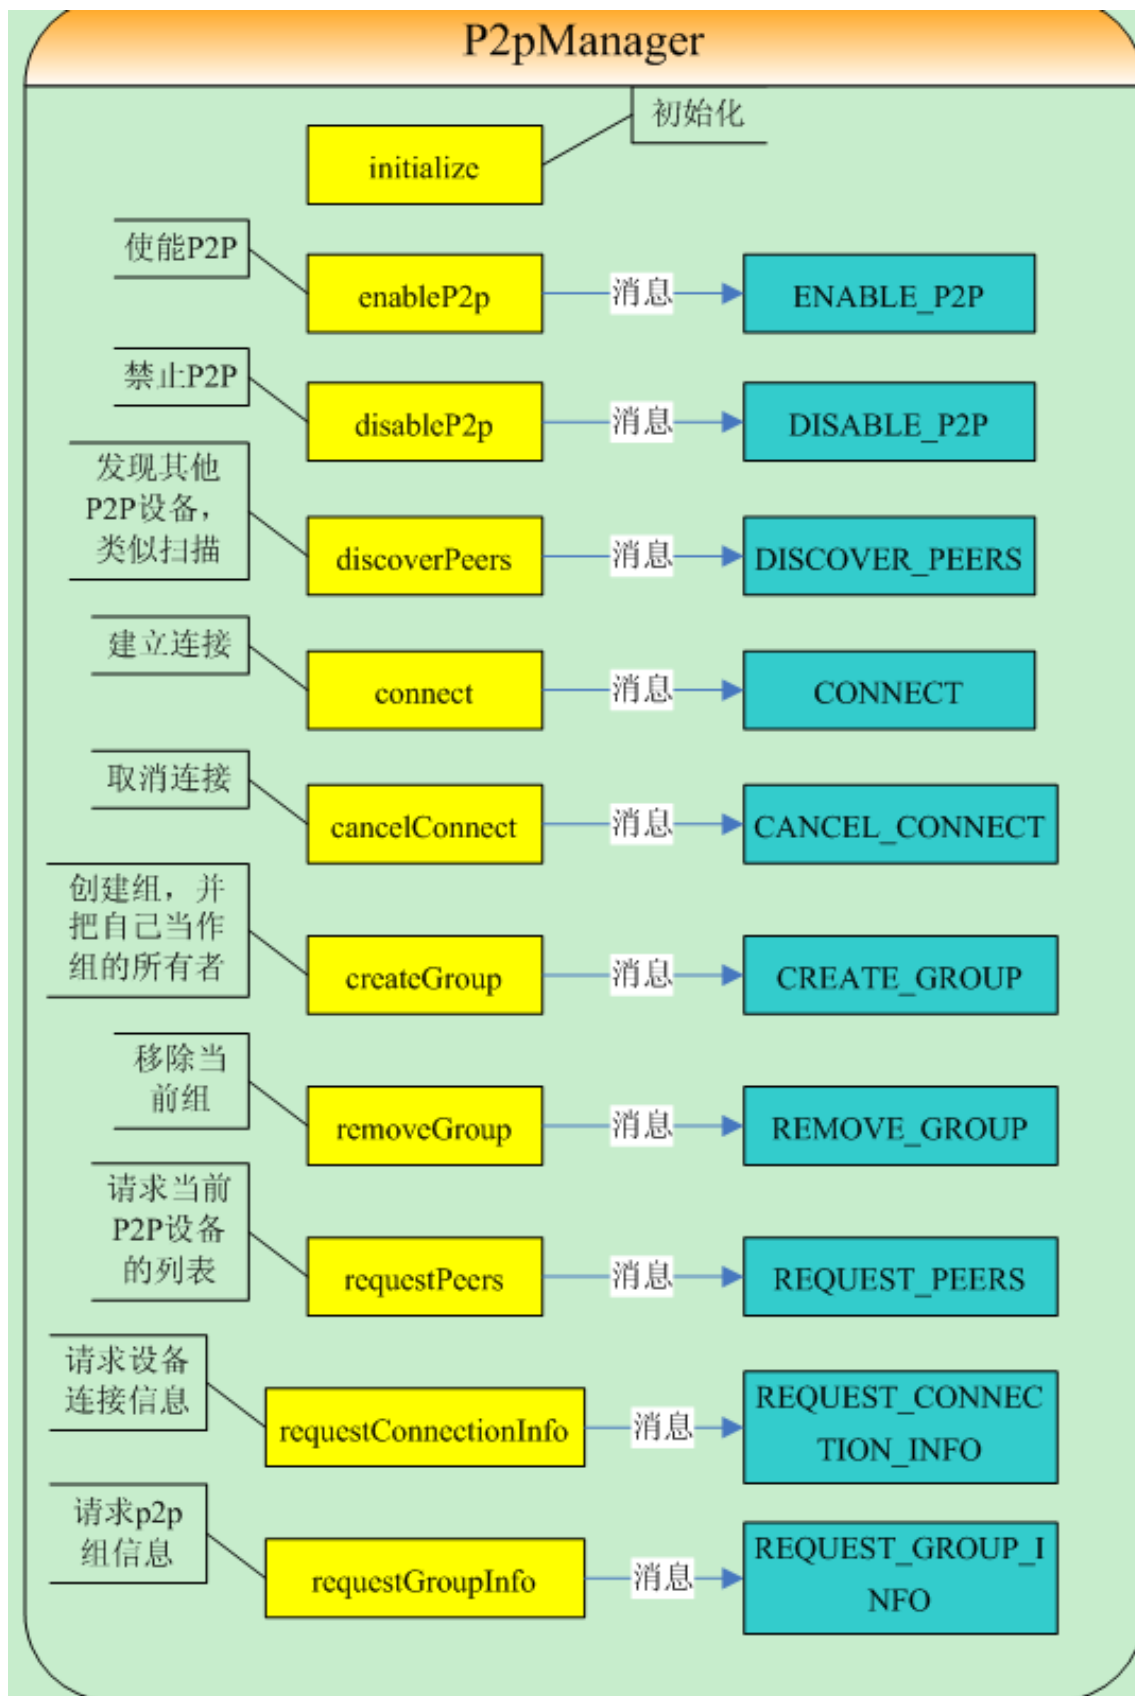 P2pManager
初始化
initialize
使能P2P
enableP2p
消息
ENABLE_P2P
禁止P2P
disableP2p
消息
DISABLE_P2P
发现其他
P2P设备，
类似扫描
discoverPeers
消息
DISCOVER_PEERS
建立连接
connect
消息
CONNECT
取消连接
cancelConnect
消息
CANCEL_CONNECT
创建组，并
把自己当作
组的所有者
createGroup
消息
CREATE_GROUP
移除当
前组
removeGroup
消息
REMOVE_GROUP
请求当前
P2P设备
的列表
requestPeers
消息
REQUEST_PEERS
请求设备
连接信息
requestConnectionInfo
消息
REQUEST_CONNEC
TION_INFO
请求p2p
组信息
requestGroupInfo
消息
REQUEST_GROUP_I
NFO